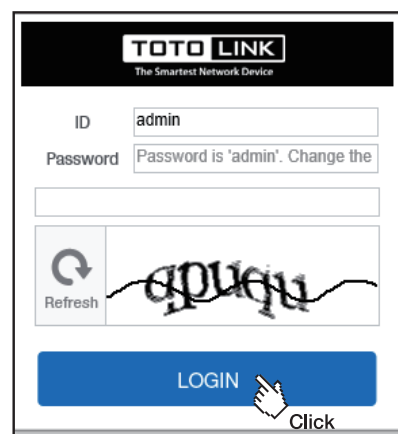 TOTO LINK
The Smartest Network Device
ID admin
Password Password is 'admin'. Change the
Refresh
LOGIN
Click